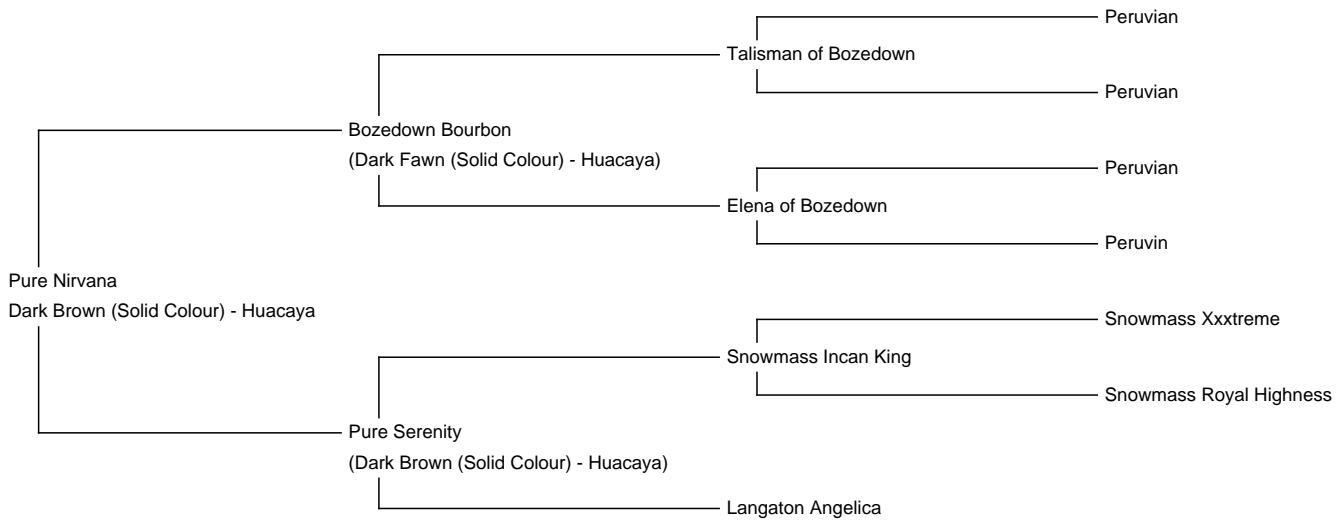 Peruvian
Talisman of Bozedown
Peruvian
Bozedown Bourbon
(Dark Fawn (Solid Colour) - Huacaya)
Peruvian
Elena of Bozedown
Peruvin
Pure Nirvana
Dark Brown (Solid Colour) - Huacaya
Snowmass Xxxtreme
Snowmass Incan King
Snowmass Royal Highness
Pure Serenity
(Dark Brown (Solid Colour) - Huacaya)
Langaton Angelica